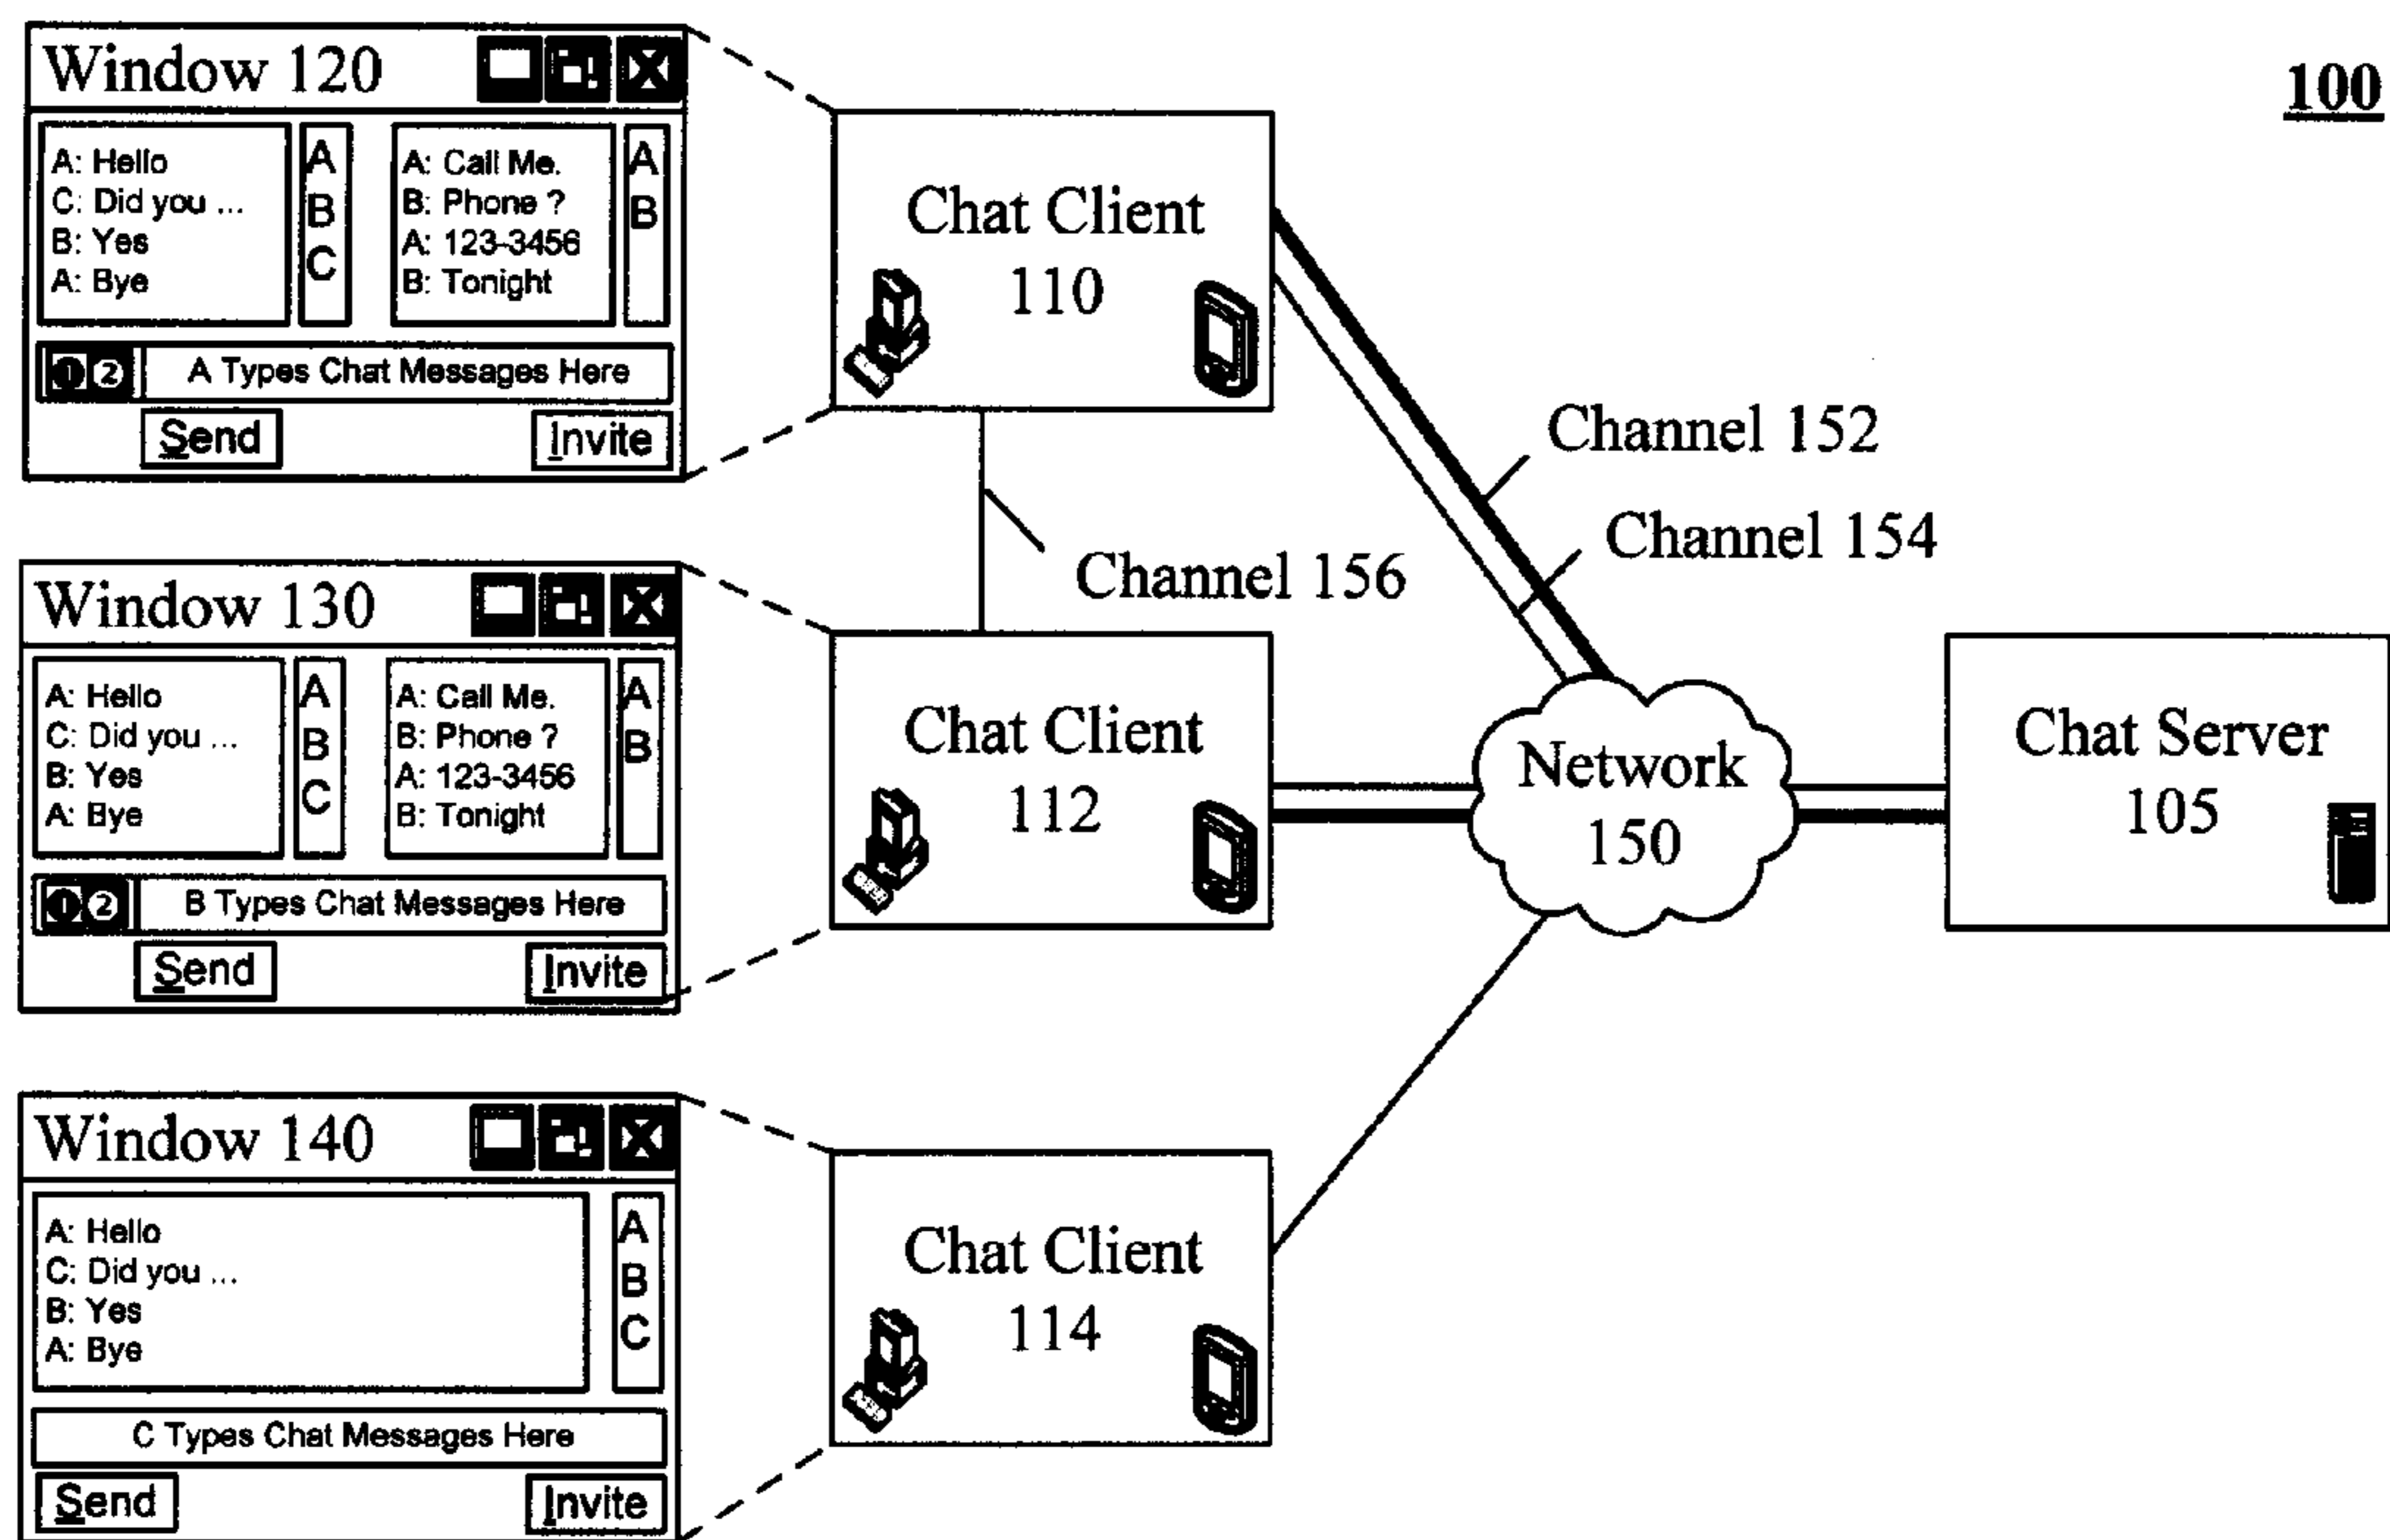 100
Window 120
A: Hello
C: Did you ...
B: Yes
A: Bye
A
B
C
A: Call Me.
B: Phone ?
A: 123-3456
B: Tonight
A
B
1 2
A Types Chat Messages Here
Send
Invite
Chat Client
110
Channel 152
Channel 154
Channel 156
Window 130
A: Hello
C: Did you ...
B: Yes
A: Bye
A
B
C
A: Call Me.
B: Phone ?
A: 123-3456
B: Tonight
A
B
1 2
B Types Chat Messages Here
Send
Invite
Chat Client
112
Network
150
Chat Server
105
Window 140
A: Hello
C: Did you ...
B: Yes
A: Bye
A
B
C
C Types Chat Messages Here
Send
Invite
Chat Client
114